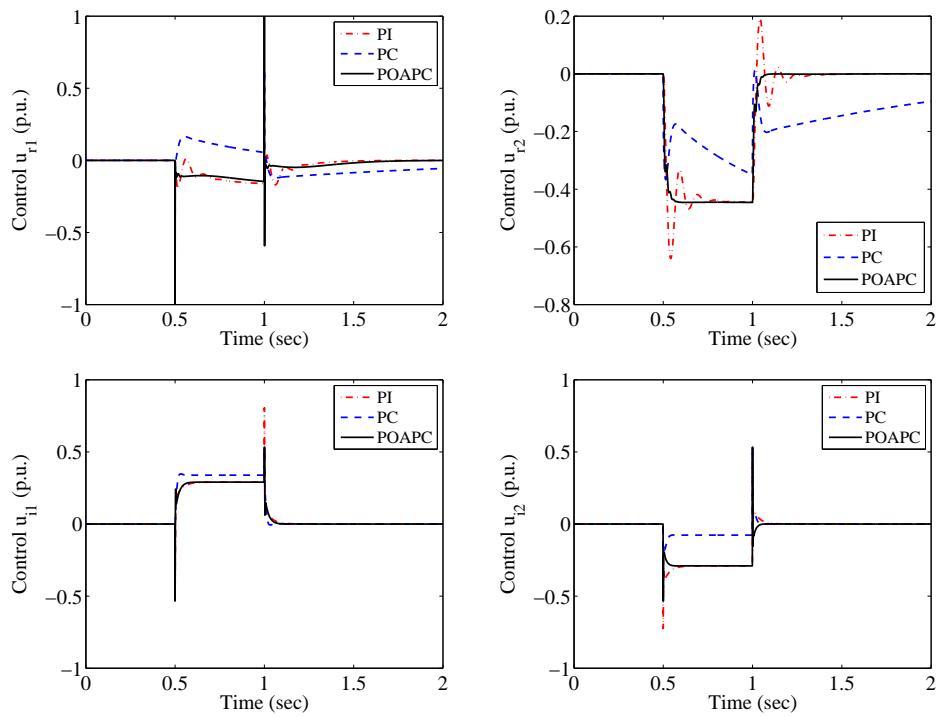 1
0.5
0
−0.5
−1
0
0.5
1
1.5
2
Time (sec)
Control u_r1 (p.u.)
PI
PC
POAPC
0.2
0
−0.2
−0.4
−0.6
−0.8
0
0.5
1
1.5
2
Time (sec)
Control u_r2 (p.u.)
PI
PC
POAPC
1
0.5
0
−0.5
−1
0
0.5
1
1.5
2
Time (sec)
Control u_i1 (p.u.)
PI
PC
POAPC
1
0.5
0
−0.5
−1
0
0.5
1
1.5
2
Time (sec)
Control u_i2 (p.u.)
PI
PC
POAPC